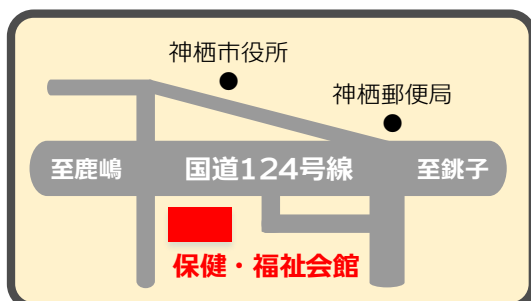 神栖市役所
神栖郵便局
至鹿嶋
国道124号線
至銚子
保健・福祉会館